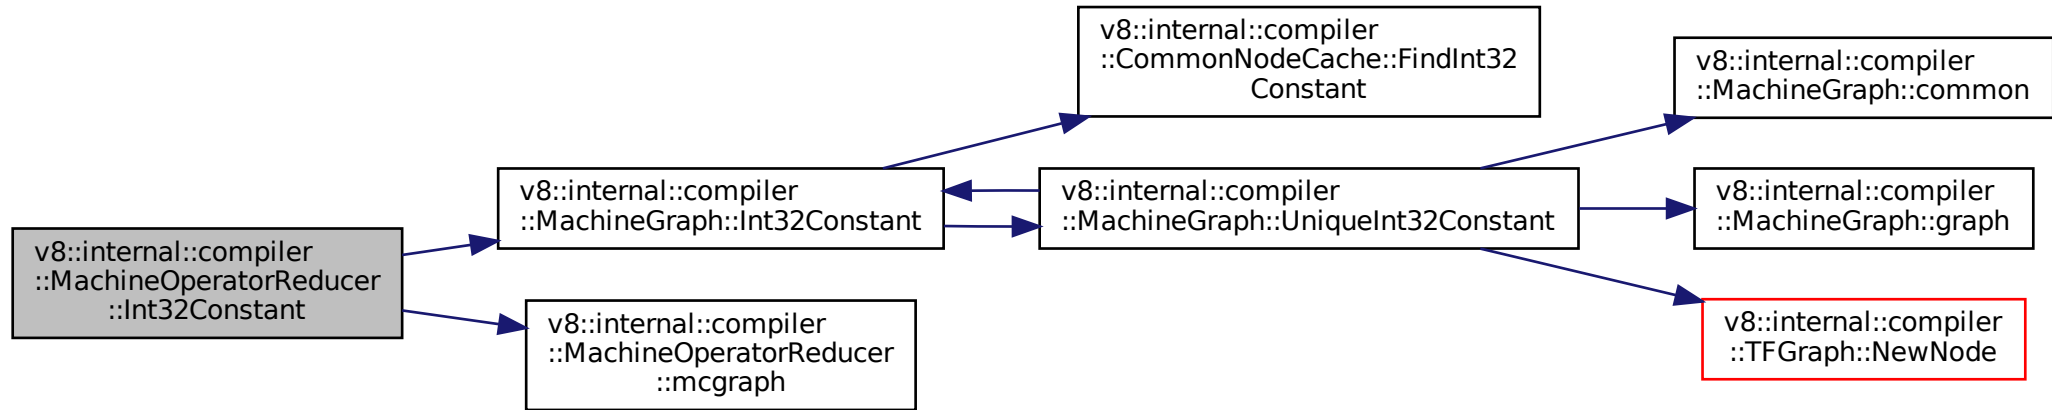 v8::internal::compiler
::MachineOperatorReducer
::Int32Constant
v8::internal::compiler
::MachineGraph::Int32Constant
v8::internal::compiler
::MachineOperatorReducer
::mcgraph
v8::internal::compiler
::CommonNodeCache::FindInt32
Constant
v8::internal::compiler
::MachineGraph::UniqueInt32Constant
v8::internal::compiler
::MachineGraph::common
v8::internal::compiler
::MachineGraph::graph
v8::internal::compiler
::TFGraph::NewNode